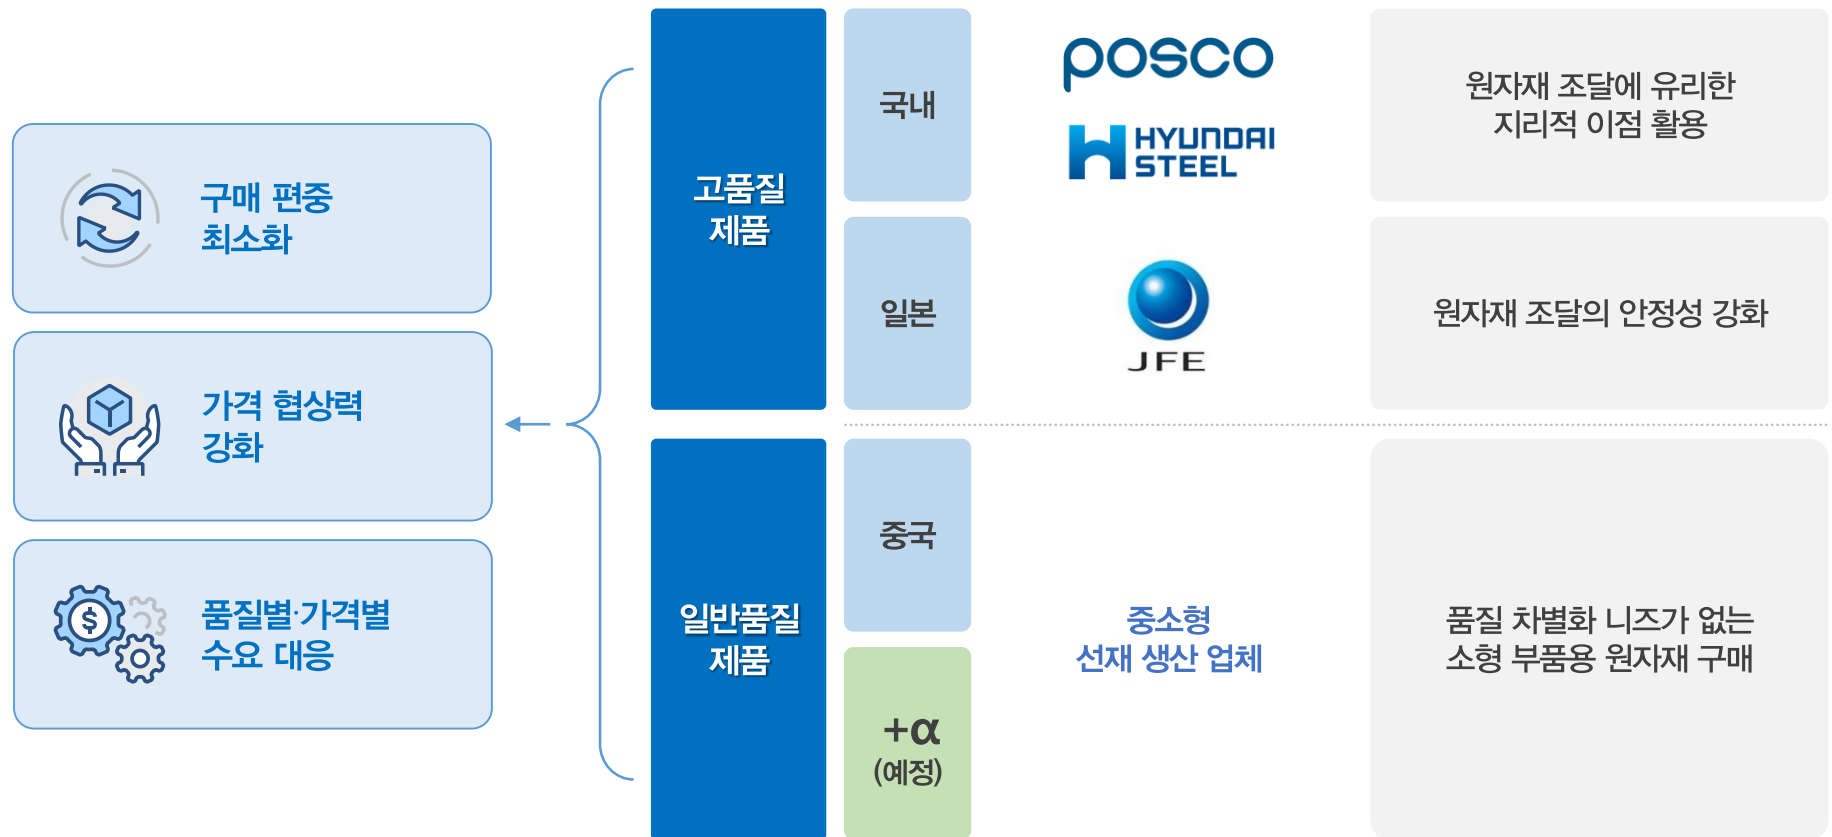 구매 편중
최소화
가격 협상력
강화
$
품질별·가격별
수요 대응
고품질
제품
국내
posco
HYUNDAI
STEEL
원자재 조달에 유리한
지리적 이점 활용
일본
JFE
원자재 조달의 안정성 강화
일반품질
제품
중국
+α
(예정)
중소형
선재 생산 업체
품질 차별화 니즈가 없는
소형 부품용 원자재 구매